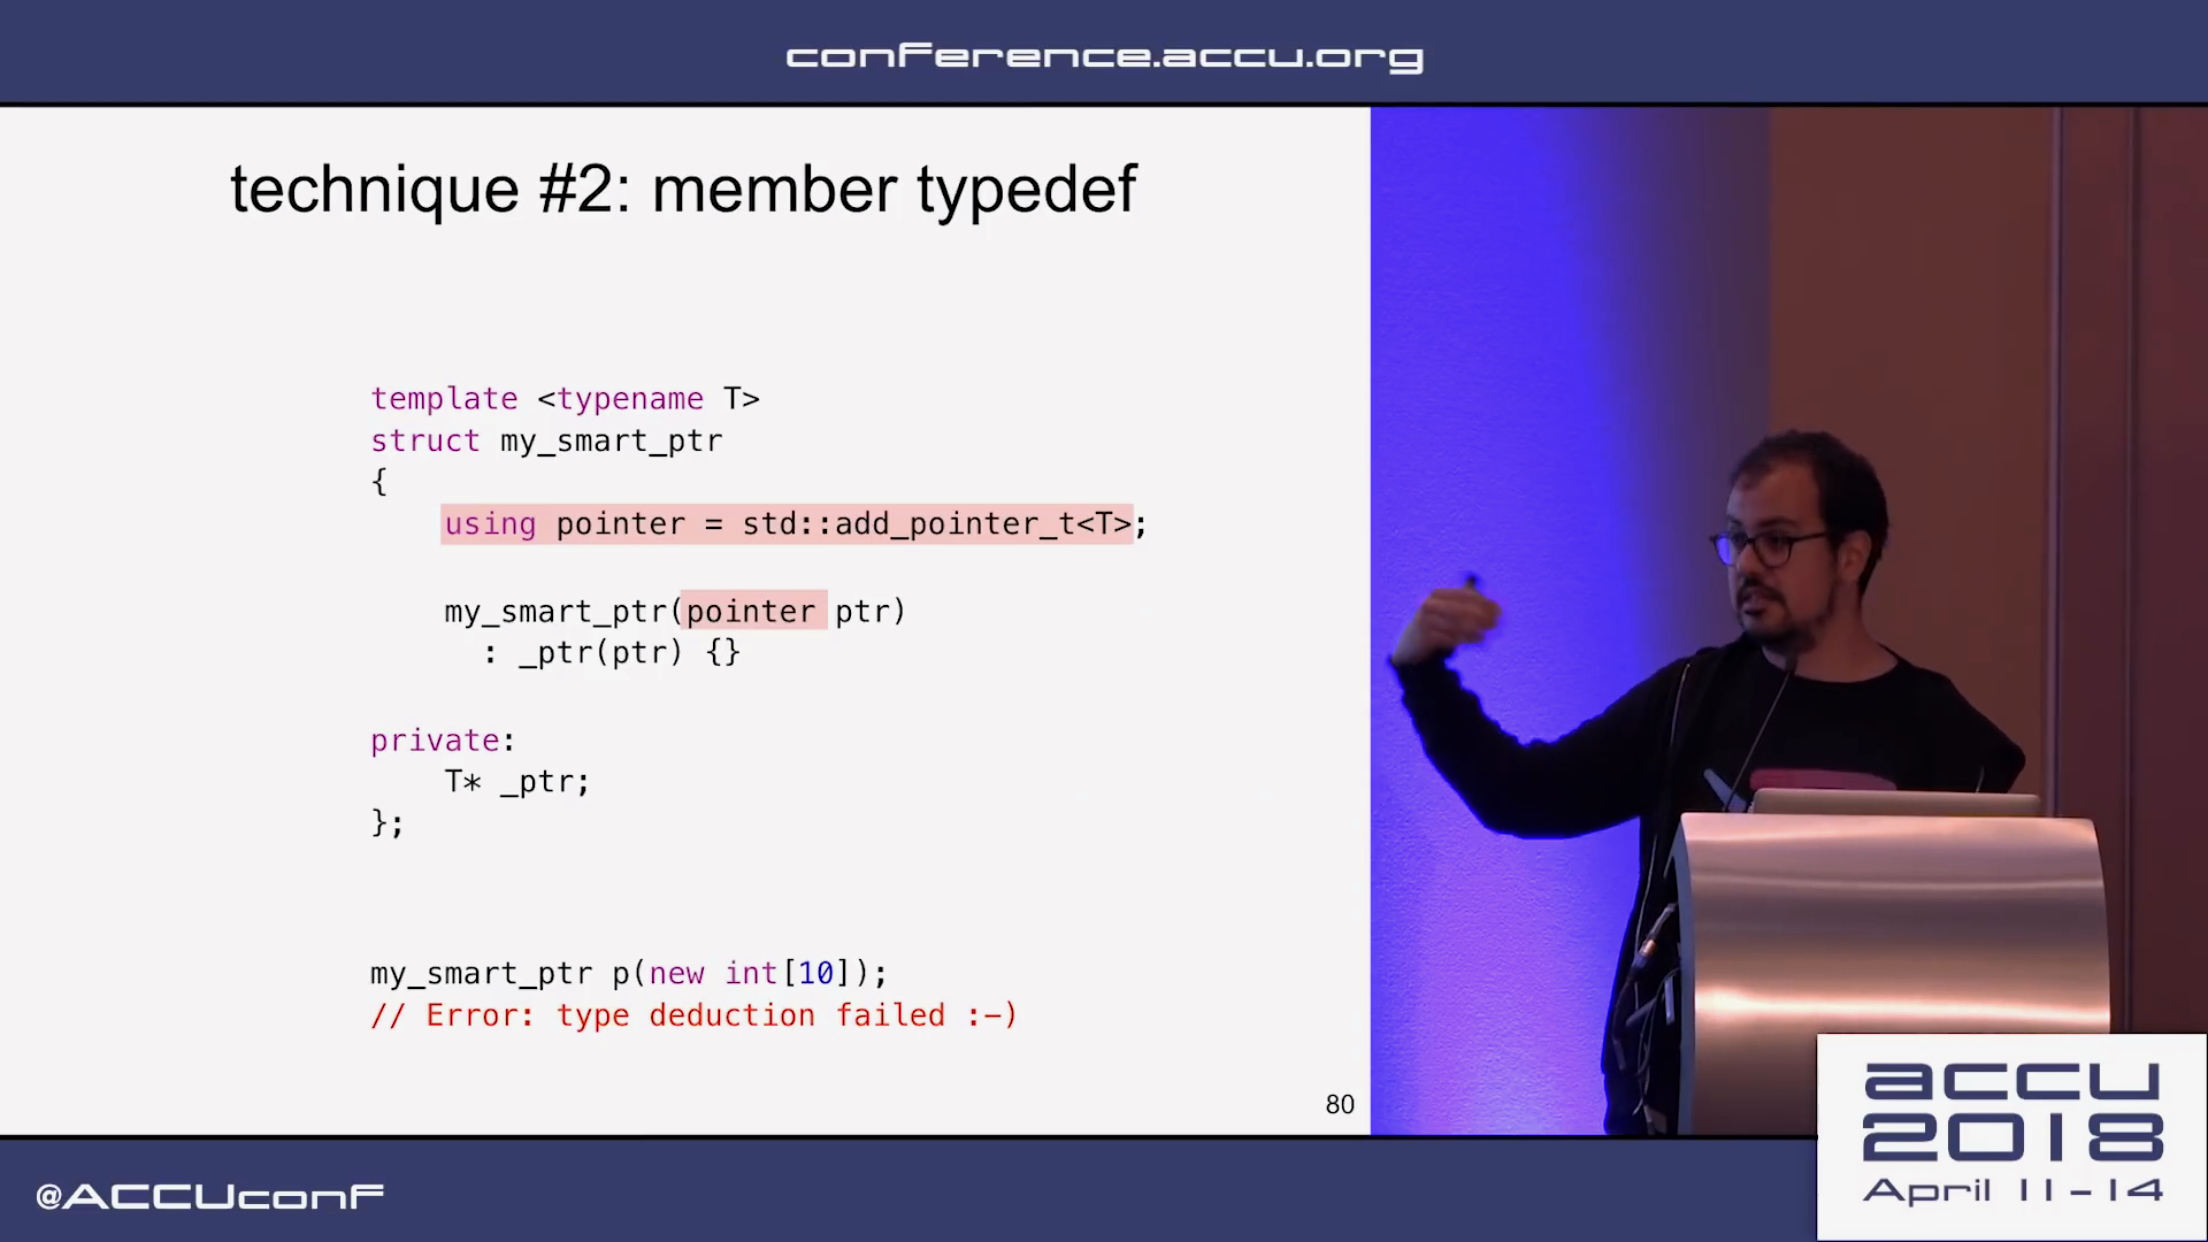 conference.accu.org
technique #2: member typedef
template <typename T>
struct my_smart_ptr
{
using pointer = std::add_pointer_t<T>;
my_smart_ptr(pointer ptr)
: _ptr(ptr) {}
private:
T* _ptr;
};
my_smart_ptr p(new int[10]);
// Error: type deduction failed :-)
80
@ACCUconf
accu
2018
April 11-14